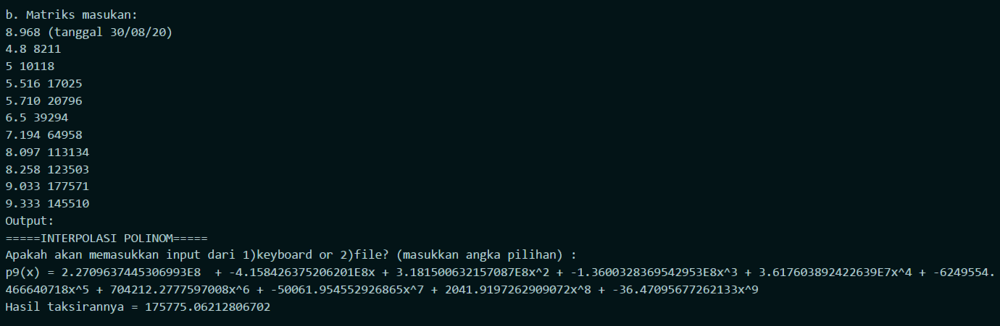 b. Matriks masukan:
8.968 (tanggal 30/08/20)
4.8 8211
5 10118
5.516 17025
5.710 20796
6.5 39294
7.194 64958
8.097 113134
8.258 123503
9.033 177571
9.333 145510
Output:
=====INTERPOLASI POLINOM=====
Apakah akan memasukkan input dari 1)keyboard or 2)file? (masukkan angka pilihan) :
p9(x) = 2.2709637445306993E8  + -4.158426375206201E8x + 3.181500632157087E8x^2 + -1.3600328369542953E8x^3 + 3.617603892422639E7x^4 + -6249554.
466640718x^5 + 704212.2777597008x^6 + -50061.954552926865x^7 + 2041.9197262909072x^8 + -36.47095677262133x^9
Hasil taksirannya = 175775.06212806702